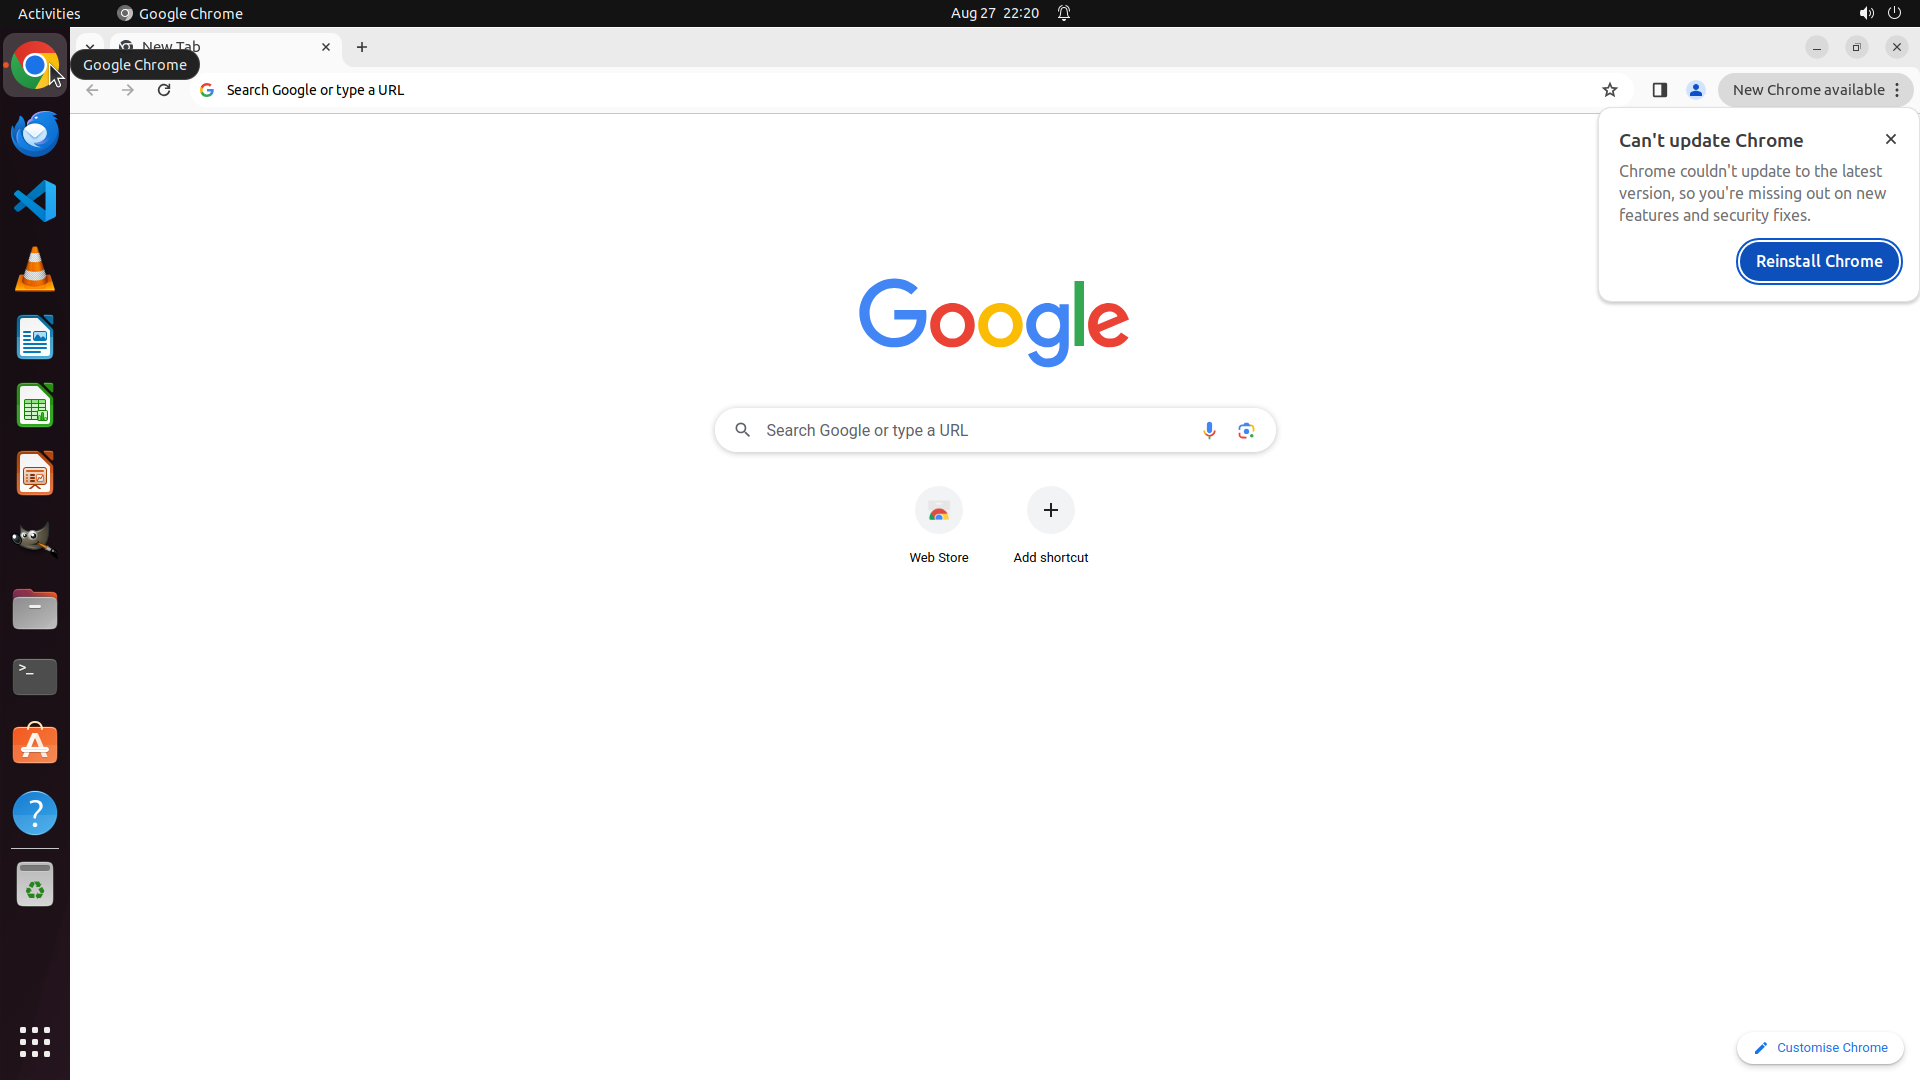 Activities
Google Chrome
Aug 27 22:20
New Tab
Google Chrome
Search Google or type a URL
New Chrome available
Can't update Chrome
Chrome couldn't update to the latest
version, so you're missing out on new
features and security fixes.
Reinstall Chrome
Google
Search Google or type a URL
Web Store
Add shortcut
Customise Chrome